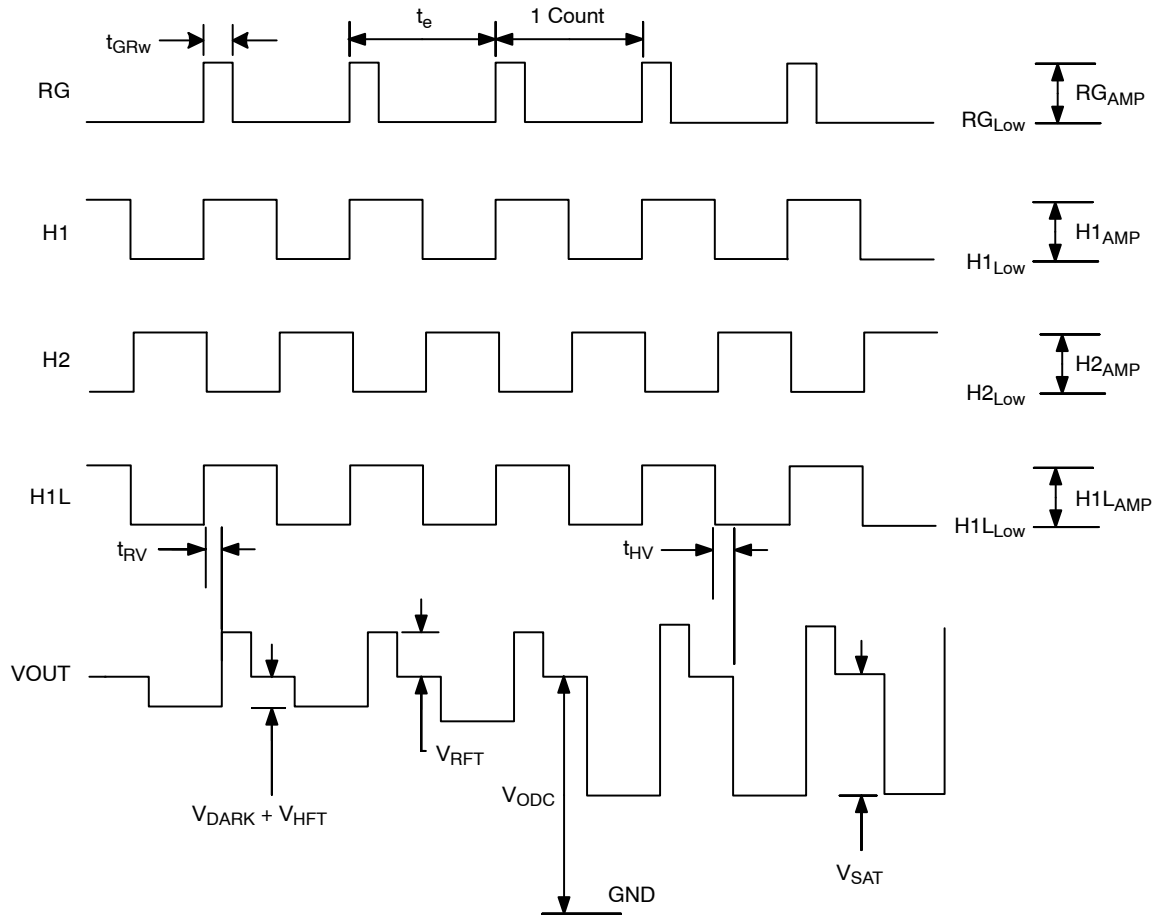 t_GRw
t_e
1 Count
RG
RG_AMP
RG_Low
H1
H1_AMP
H1_Low
H2
H2_AMP
H2_Low
H1L
H1L_AMP
H1L_Low
t_RV
t_HV
VOUT
V_RFT
V_DARK + V_HFT
V_ODC
V_SAT
GND